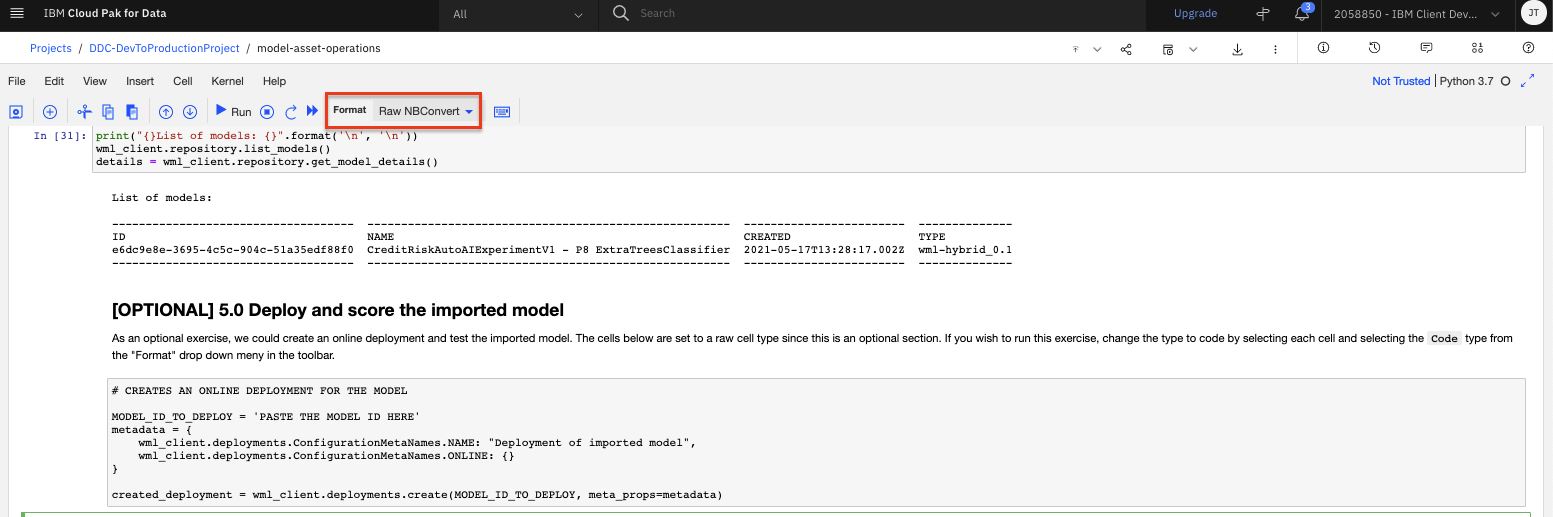 IBM Cloud Pak for Data All Search Upgrade 3 2058850 - IBM Client Dev... JT
Projects / DDC-DevToProductionProject / model-asset-operations
File Edit View Insert Cell Kernel Help Not Trusted | Python 3.7
Run Format Raw NBConvert
In [31]: print("{}List of models: {}".format('\n', '\n'))
wml_client.repository.list_models()
details = wml_client.repository.get_model_details()
List of models:
------------------------------------ ------------------------------------------------------ ------------------------ --------------
ID NAME CREATED TYPE
e6dc9e8e-3695-4c5c-904c-51a35edf88f0 CreditRiskAutoAIExperimentV1 - P8 ExtraTreesClassifier 2021-05-17T13:28:17.002Z wml-hybrid_0.1
------------------------------------ ------------------------------------------------------ ------------------------ --------------
[OPTIONAL] 5.0 Deploy and score the imported model
As an optional exercise, we could create an online deployment and test the imported model. The cells below are set to a raw cell type since this is an optional section. If you wish to run this exercise, change the type to code by selecting each cell and selecting the Code type from
the "Format" drop down meny in the toolbar.
# CREATES AN ONLINE DEPLOYMENT FOR THE MODEL
MODEL_ID_TO_DEPLOY = 'PASTE THE MODEL ID HERE'
metadata = {
    wml_client.deployments.ConfigurationMetaNames.NAME: "Deployment of imported model",
    wml_client.deployments.ConfigurationMetaNames.ONLINE: {}
}
created_deployment = wml_client.deployments.create(MODEL_ID_TO_DEPLOY, meta_props=metadata)